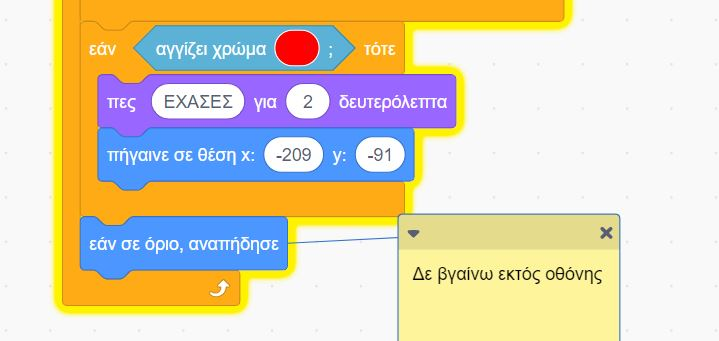 εάν αγγίζει χρώμα ; τότε
πες ΕΧΑΣΕΣ για 2 δευτερόλεπτα
πήγαινε σε θέση x: -209 y: -91
εάν σε όριο, αναπήδησε
Δε βγαίνω εκτός οθόνης